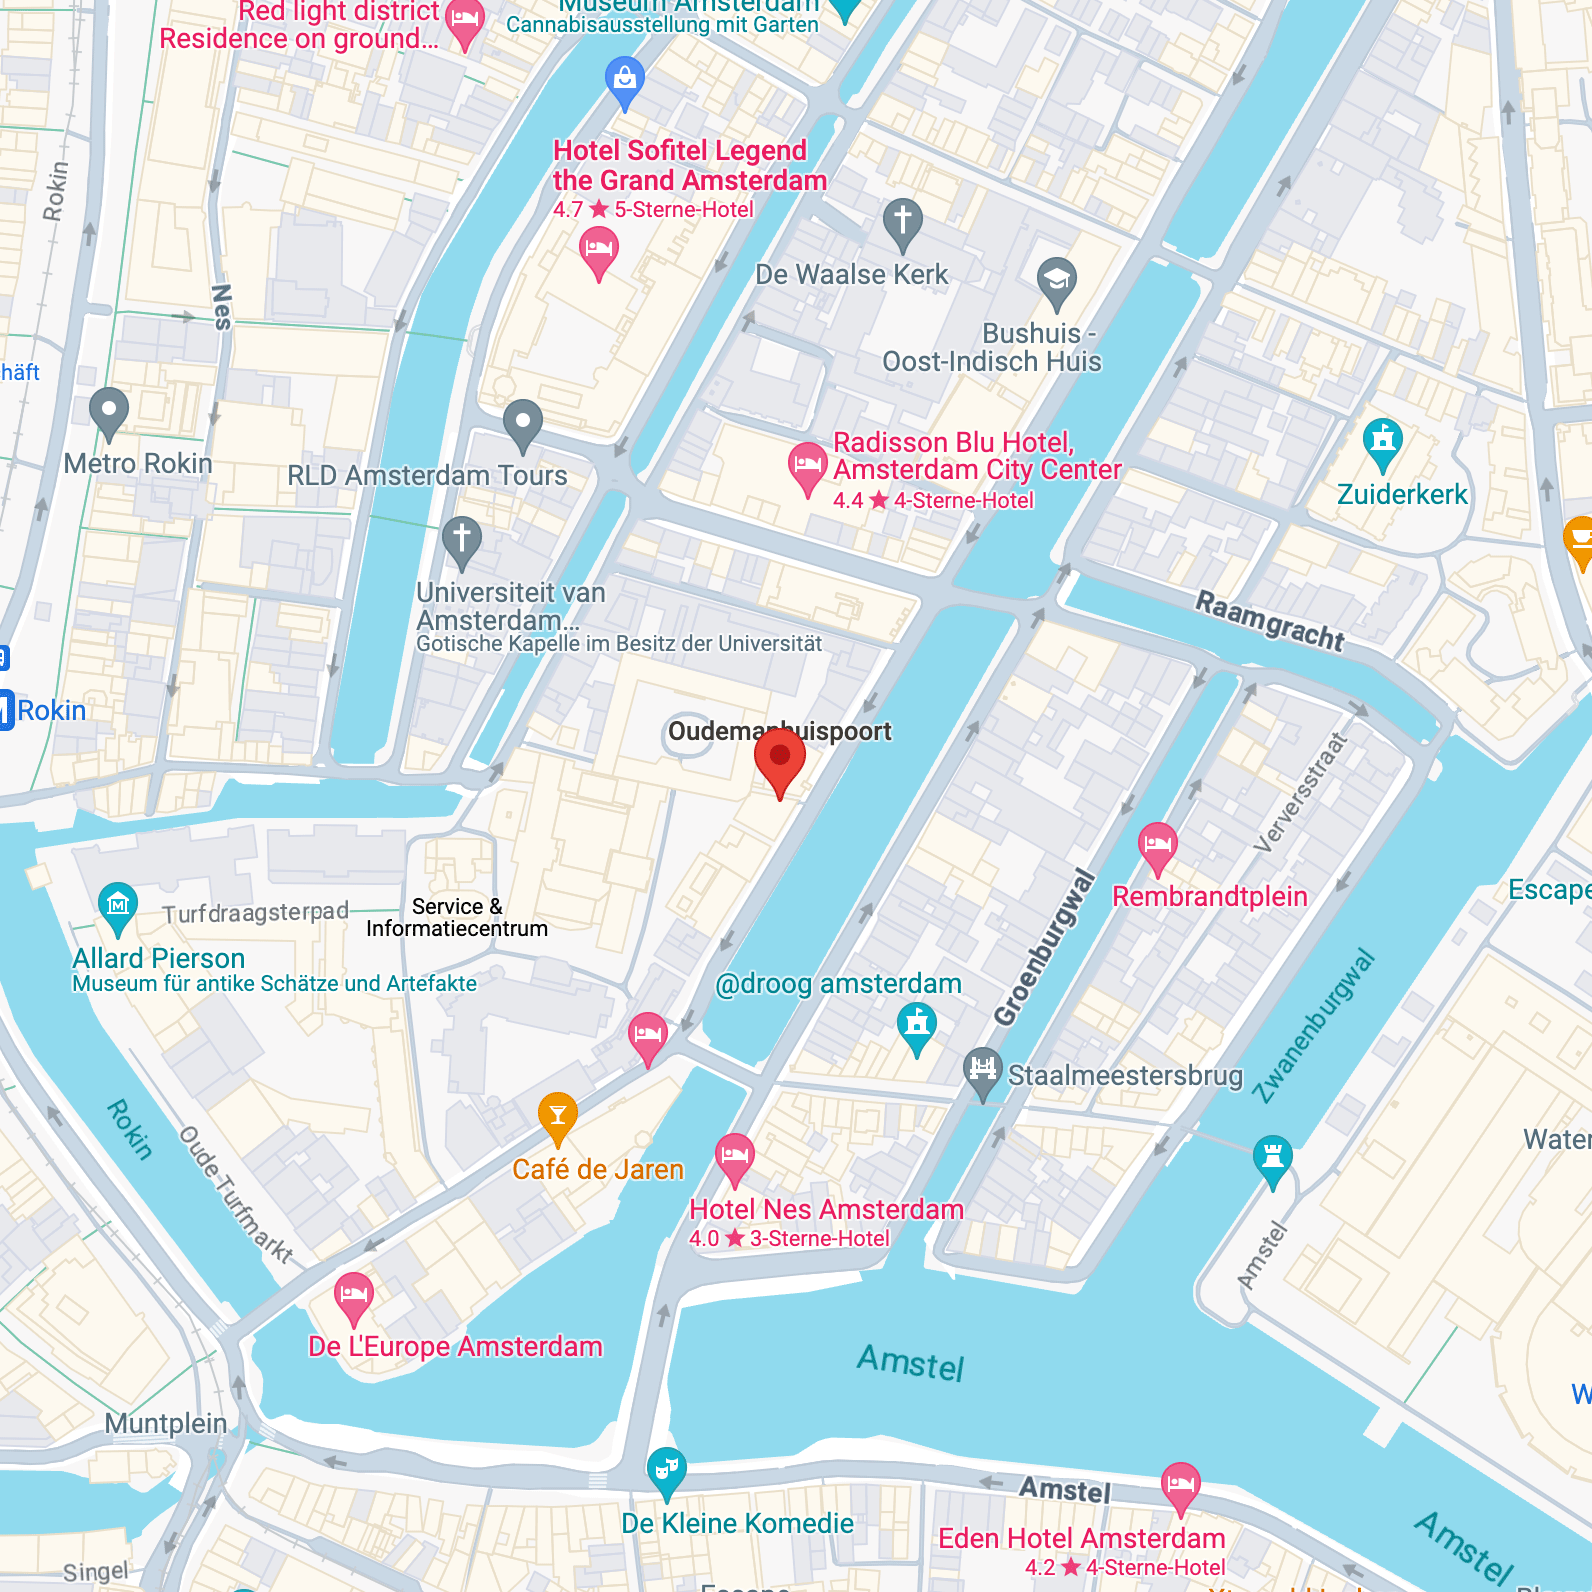 Red light district
Residence on ground...
Museum Amsterdam
Cannabisausstellung mit Garten
Rokin
Hotel Sofitel Legend
the Grand Amsterdam
4.7 ★ 5-Sterne-Hotel
De Waalse Kerk
Nes
Bushuis -
Oost-Indisch Huis
häft
Metro Rokin
RLD Amsterdam Tours
Radisson Blu Hotel,
Amsterdam City Center
4.4 ★ 4-Sterne-Hotel
Zuiderkerk
Universiteit van
Amsterdam...
Gotische Kapelle im Besitz der Universität
Raamgracht
Rokin
Oudemanhuispoort
Verversstraat
Rembrandtplein
Escape
Turfdraagsterpad
Service &
Informatiecentrum
Groenburgwal
Allard Pierson
Museum für antike Schätze und Artefakte
@droog amsterdam
Zwanenburgwal
Staalmeestersbrug
Rokin
Oude Turfmarkt
Café de Jaren
Water
Hotel Nes Amsterdam
4.0 ★ 3-Sterne-Hotel
Amstel
De L'Europe Amsterdam
Amstel
W
Muntplein
Amstel
De Kleine Komedie
Eden Hotel Amsterdam
4.2 ★ 4-Sterne-Hotel
Amstel
Singel